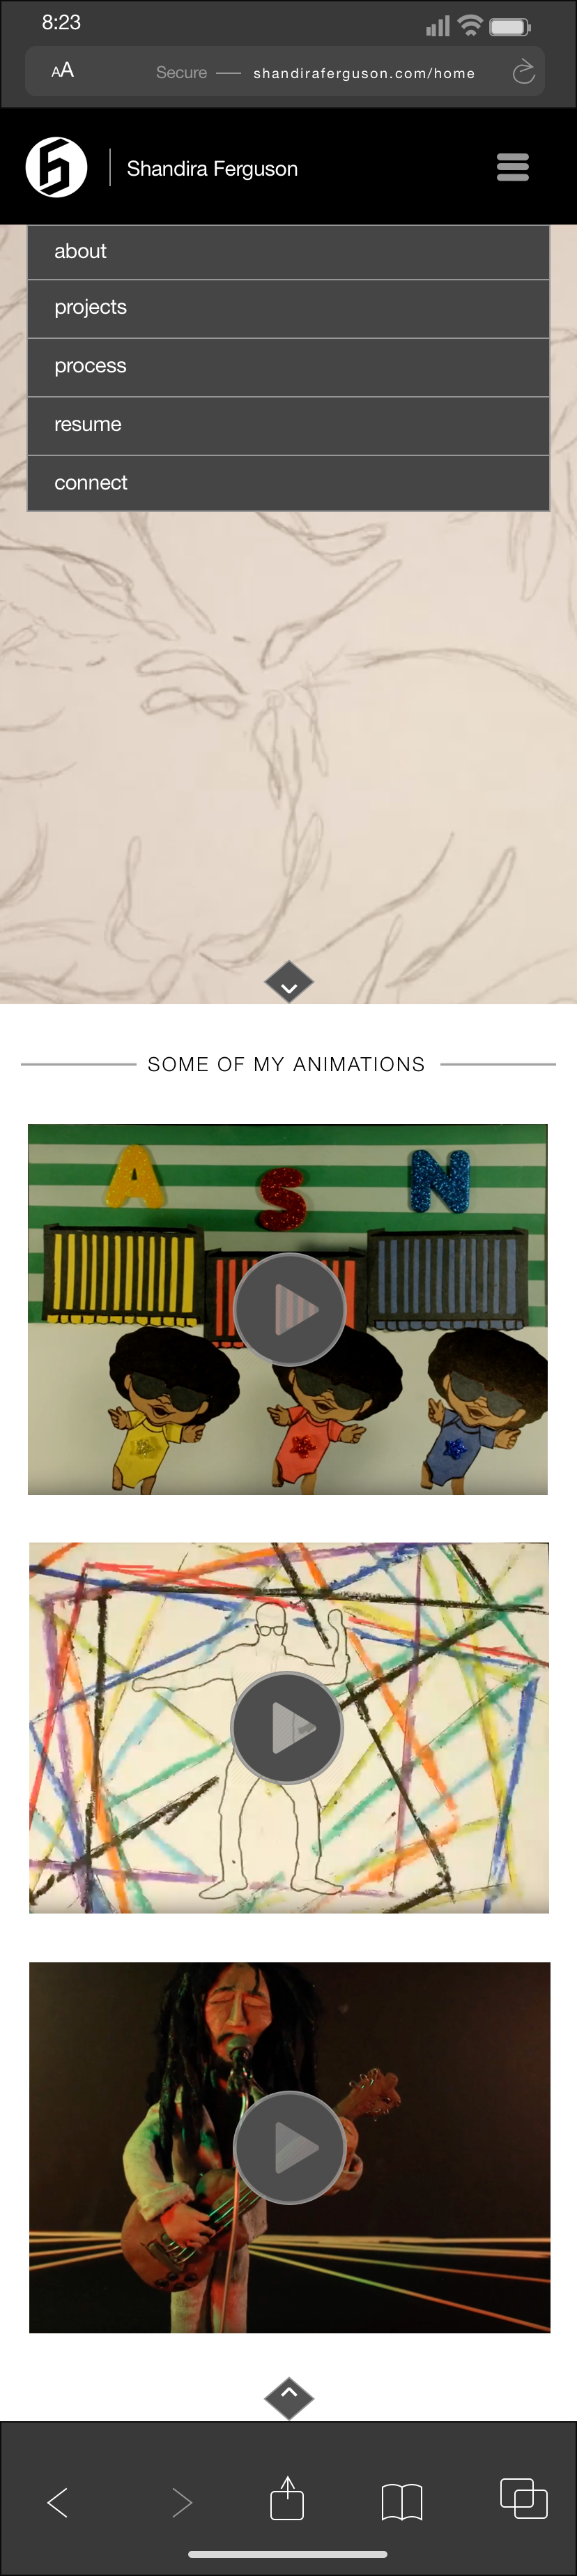 8:23
AA Secure — shandiraferguson.com/home
Shandira Ferguson
about
projects
process
resume
connect
SOME OF MY ANIMATIONS
A S N